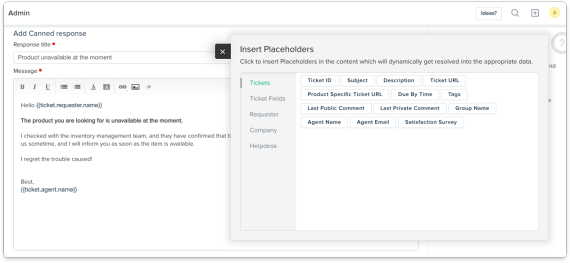 Admin
Ideas?
Add Canned response
Response title •
Product unavailable at the moment
Message •
B I U A
Hello {{ticket.requester.name}}
The product you are looking for is unavailable at the moment.
I checked with the inventory management team, and they have confirmed that
us sometime, and I will inform you as soon as the item is available.
I regret the trouble caused!
Best,
{{ticket.agent.name}}
Insert Placeholders
Click to insert Placeholders in the content which will dynamically get resolved into the appropriate data.
Tickets
Ticket Fields
Requester
Company
Helpdesk
Ticket ID Subject Description Ticket URL
Product Specific Ticket URL Due By Time Tags
Last Public Comment Last Private Comment Group Name
Agent Name Agent Email Satisfaction Survey